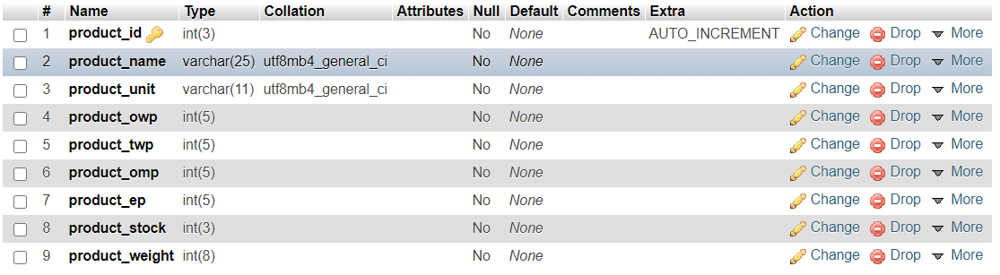 # Name Type Collation Attributes Null Default Comments Extra Action
1 product_id int(3) No None AUTO_INCREMENT Change Drop More
2 product_name varchar(25) utf8mb4_general_ci No None Change Drop More
3 product_unit varchar(11) utf8mb4_general_ci No None Change Drop More
4 product_owp int(5) No None Change Drop More
5 product_twp int(5) No None Change Drop More
6 product_omp int(5) No None Change Drop More
7 product_ep int(5) No None Change Drop More
8 product_stock int(3) No None Change Drop More
9 product_weight int(8) No None Change Drop More